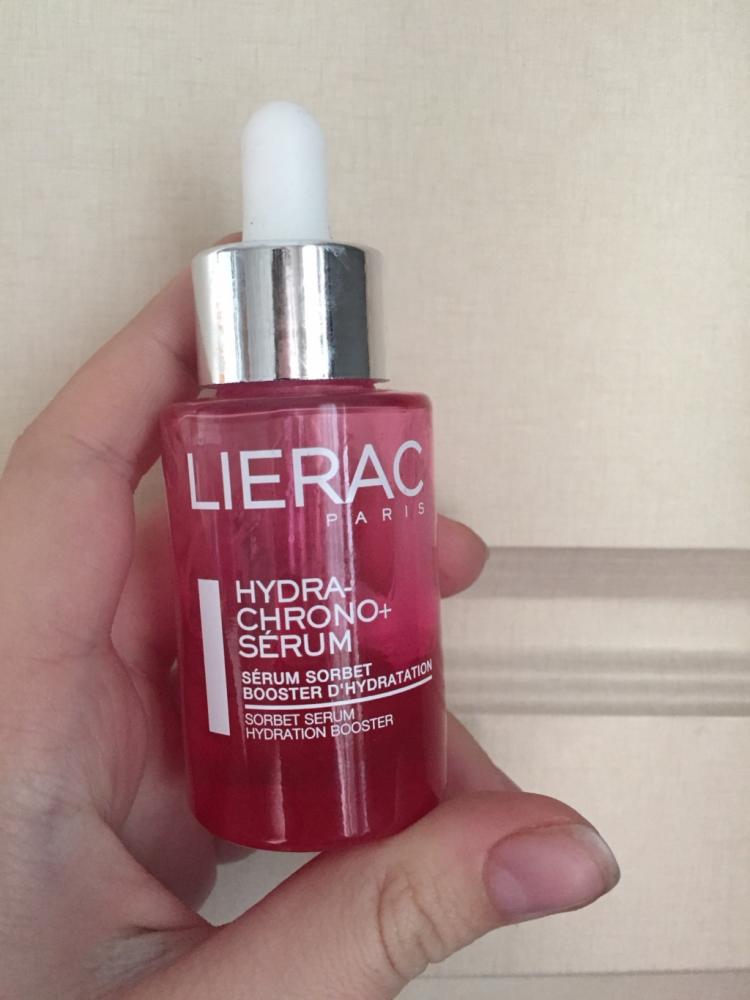 LIERAC
PARIS
HYDRA-
CHRONO+
SÉRUM
SÉRUM SORBET
BOOSTER D'HYDRATATION
SORBET SERUM
HYDRATION BOOSTER